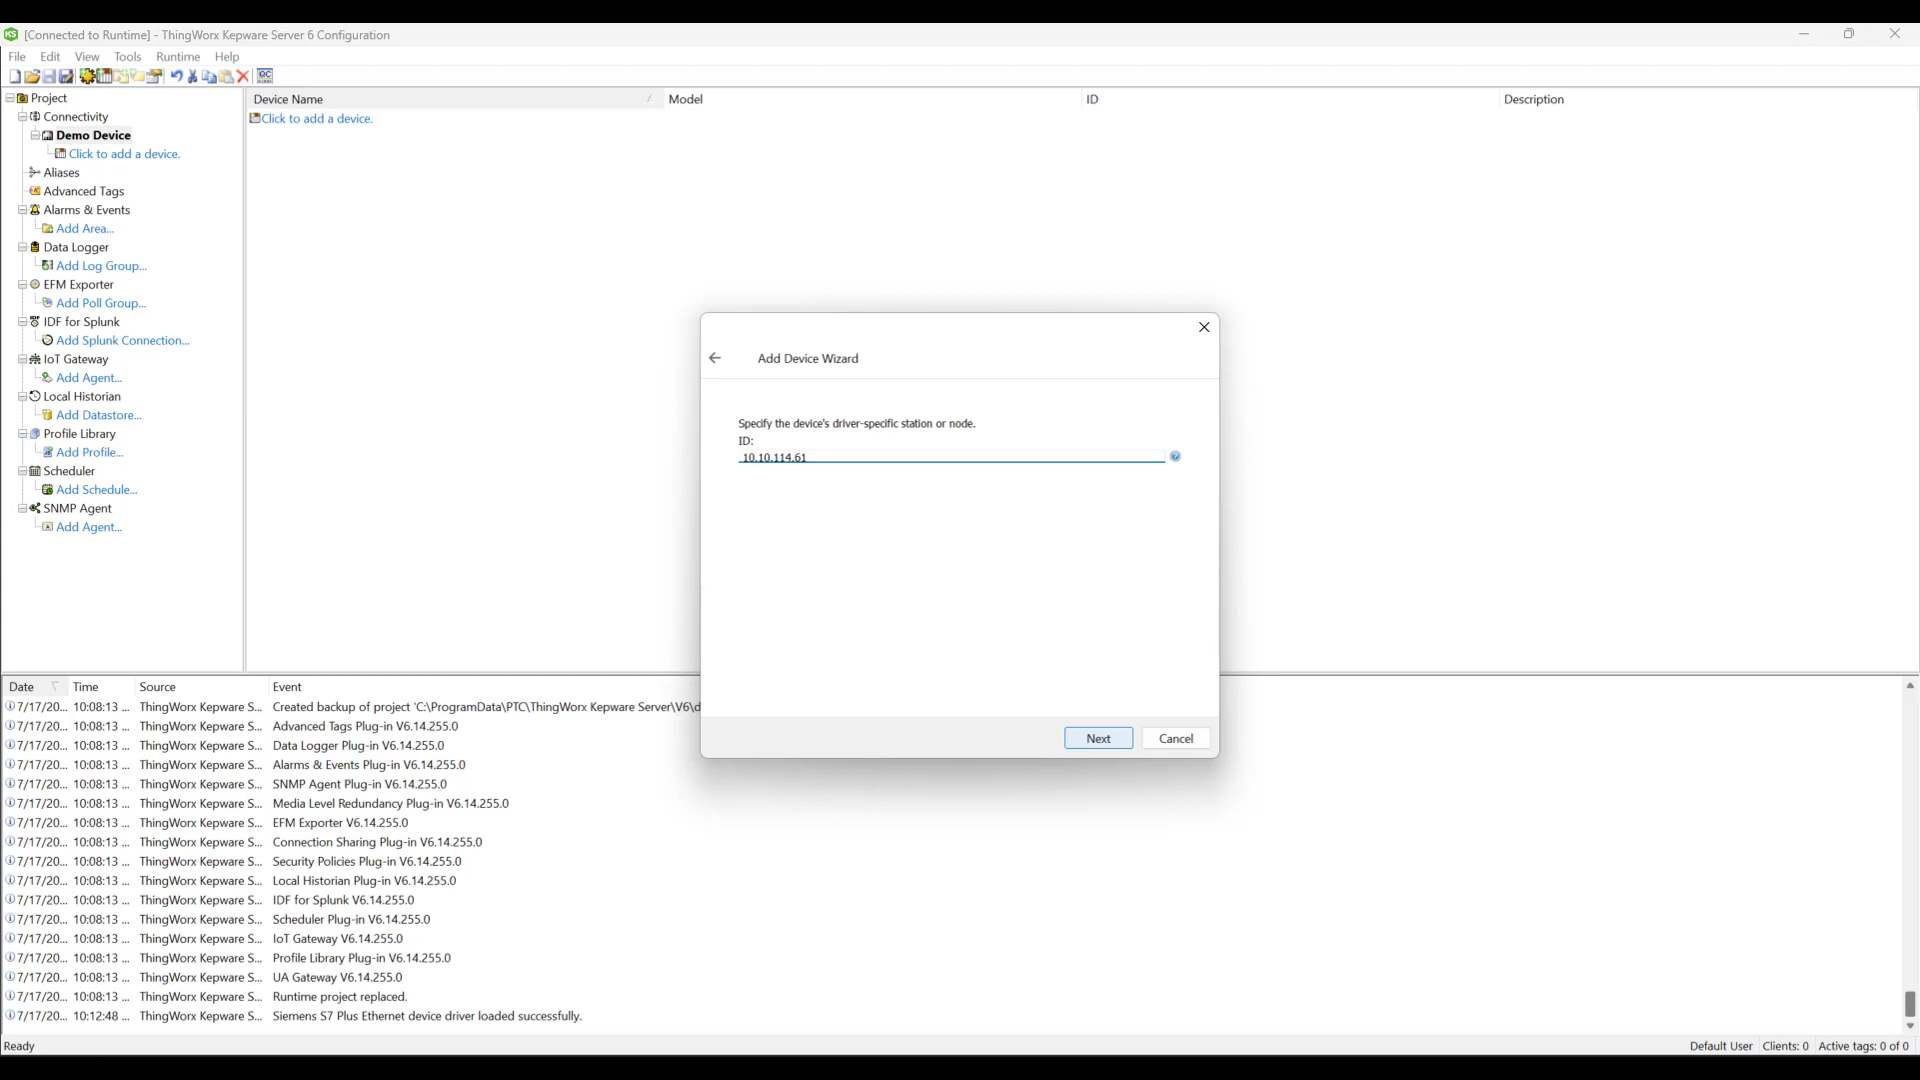 [Connected to Runtime] - ThingWorx Kepware Server 6 Configuration
File Edit View Tools Runtime Help
Project
Connectivity
Demo Device
Click to add a device.
Aliases
Advanced Tags
Alarms & Events
Add Area...
Data Logger
Add Log Group...
EFM Exporter
Add Poll Group...
IDF for Splunk
Add Splunk Connection...
IoT Gateway
Add Agent...
Local Historian
Add Datastore...
Profile Library
Add Profile...
Scheduler
Add Schedule...
SNMP Agent
Add Agent...
Device Name Model ID Description
Click to add a device.
Add Device Wizard
Specify the device's driver-specific station or node.
ID:
10.10.114.61
Next Cancel
Date Time Source Event
7/17/20... 10:08:13 ... ThingWorx Kepware S... Created backup of project 'C:\ProgramData\PTC\ThingWorx Kepware Server\V6\d
7/17/20... 10:08:13 ... ThingWorx Kepware S... Advanced Tags Plug-in V6.14.255.0
7/17/20... 10:08:13 ... ThingWorx Kepware S... Data Logger Plug-in V6.14.255.0
7/17/20... 10:08:13 ... ThingWorx Kepware S... Alarms & Events Plug-in V6.14.255.0
7/17/20... 10:08:13 ... ThingWorx Kepware S... SNMP Agent Plug-in V6.14.255.0
7/17/20... 10:08:13 ... ThingWorx Kepware S... Media Level Redundancy Plug-in V6.14.255.0
7/17/20... 10:08:13 ... ThingWorx Kepware S... EFM Exporter V6.14.255.0
7/17/20... 10:08:13 ... ThingWorx Kepware S... Connection Sharing Plug-in V6.14.255.0
7/17/20... 10:08:13 ... ThingWorx Kepware S... Security Policies Plug-in V6.14.255.0
7/17/20... 10:08:13 ... ThingWorx Kepware S... Local Historian Plug-in V6.14.255.0
7/17/20... 10:08:13 ... ThingWorx Kepware S... IDF for Splunk V6.14.255.0
7/17/20... 10:08:13 ... ThingWorx Kepware S... Scheduler Plug-in V6.14.255.0
7/17/20... 10:08:13 ... ThingWorx Kepware S... IoT Gateway V6.14.255.0
7/17/20... 10:08:13 ... ThingWorx Kepware S... Profile Library Plug-in V6.14.255.0
7/17/20... 10:08:13 ... ThingWorx Kepware S... UA Gateway V6.14.255.0
7/17/20... 10:08:13 ... ThingWorx Kepware S... Runtime project replaced.
7/17/20... 10:12:48 ... ThingWorx Kepware S... Siemens S7 Plus Ethernet device driver loaded successfully.
Ready Default User Clients: 0 Active tags: 0 of 0